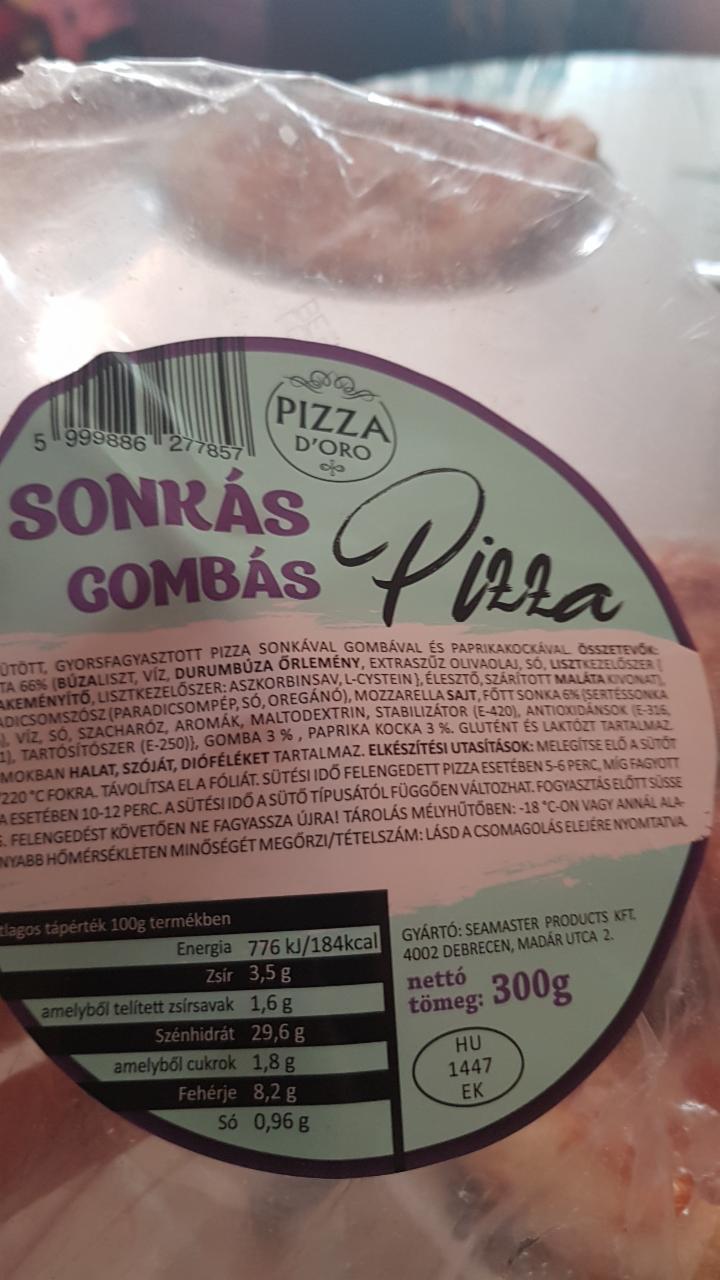 5 999886 277857
PIZZA
D'ORO
SONKÁS
GOMBÁS
Pizza
ÜTÖTT, GYORSFAGYASZTOTT PIZZA SONKÁVAL GOMBÁVAL ÉS PAPRIKAKOCKÁVAL. ÖSSZETEVŐK:
TA 66% (BÚZALISZT, VÍZ, DURUMBÚZA ŐRLEMÉNY, EXTRASZŰZ OLIVAOLAJ, SÓ, LISZTKEZELŐSZER (
AKEMÉNYÍTŐ, LISZTKEZELŐSZER: ASZKORBINSAV, L-CYSTEIN }, ÉLESZTŐ, SZÁRÍTOTT MALÁTA KIVONAT),
ADICSOMSZÓSZ (PARADICSOMPÉP, SÓ, OREGÁNÓ), MOZZARELLA SAJT, FŐTT SONKA 6% (SERTÉSSONKA
), VÍZ, SÓ, SZACHARÓZ, AROMÁK, MALTODEXTRIN, STABILIZÁTOR (E-420), ANTIOXIDÁNSOK (E-316,
1), TARTÓSÍTÓSZER (E-250)}, GOMBA 3 % , PAPRIKA KOCKA 3 %. GLUTÉNT ÉS LAKTÓZT TARTALMAZ.
MOKBAN HALAT, SZÓJÁT, DIÓFÉLÉKET TARTALMAZ. ELKÉSZÍTÉSI UTASÍTÁSOK: MELEGÍTSE ELŐ A SÜTŐT
220 °C FOKRA. TÁVOLÍTSA EL A FÓLIÁT. SÜTÉSI IDŐ FELENGEDETT PIZZA ESETÉBEN 5-6 PERC, MÍG FAGYOTT
A ESETÉBEN 10-12 PERC. A SÜTÉSI IDŐ A SÜTŐ TÍPUSÁTÓL FÜGGŐEN VÁLTOZHAT. FOGYASZTÁS ELŐTT SÜSSE
. FELENGEDÉST KÖVETŐEN NE FAGYASSZA ÚJRA! TÁROLÁS MÉLYHŰTŐBEN: -18 °C-ON VAGY ANNÁL ALA-
NYABB HŐMÉRSÉKLETEN MINŐSÉGÉT MEGŐRZI/TÉTELSZÁM: LÁSD A CSOMAGOLÁS ELEJÉRE NYOMTATVA.
tlagos tápérték 100g termékben
Energia 776 kJ/184kcal
Zsír 3,5 g
amelyből telített zsírsavak 1,6 g
Szénhidrát 29,6 g
amelyből cukrok 1,8 g
Fehérje 8,2 g
Só 0,96 g
GYÁRTÓ: SEAMASTER PRODUCTS KFT.
4002 DEBRECEN, MADÁR UTCA 2.
nettó
tömeg: 300g
HU
1447
EK